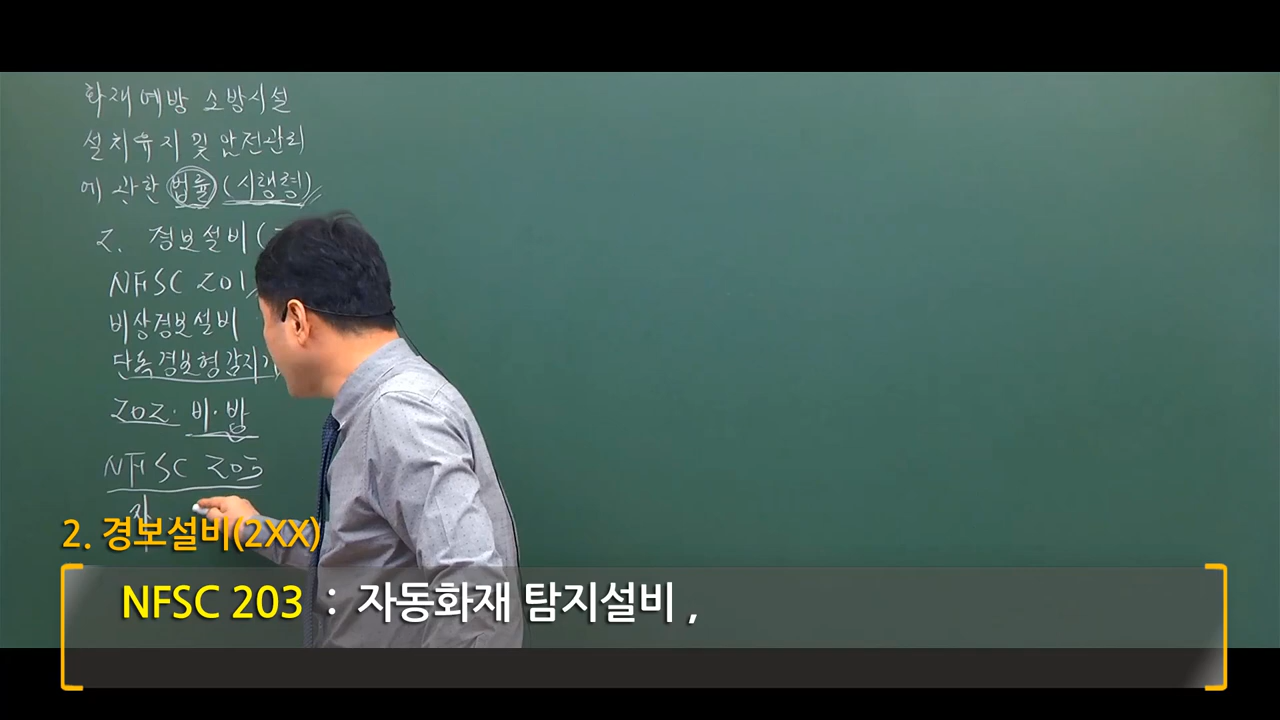 화재예방 소방시설
설치유지 및 안전관리
에 관한 법률 (시행령)
2. 경보설비(
NFSC 201
비상경보설비
단독경보형감지기
202. 비·방
NFSC 203
자
2. 경보설비(2XX)
NFSC 203 : 자동화재 탐지설비 ,